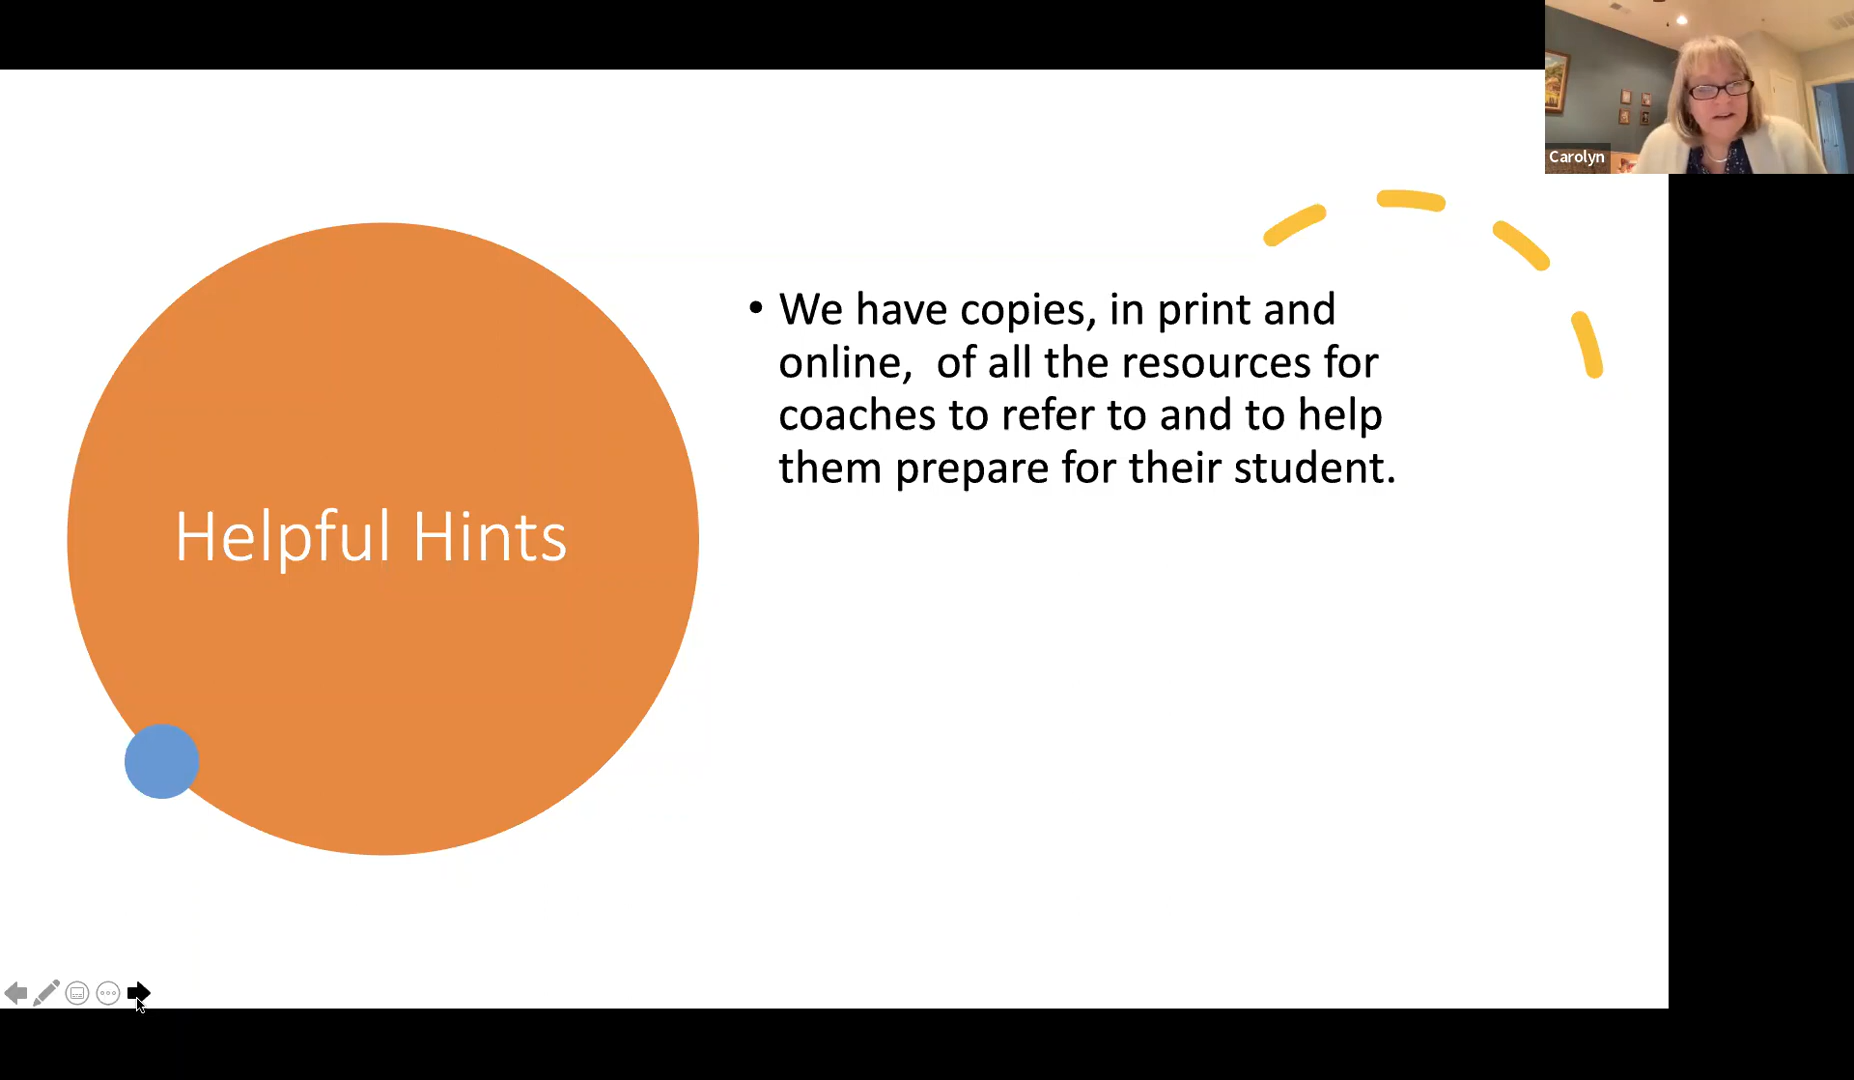 Carolyn
Helpful Hints
• We have copies, in print and
online,  of all the resources for
coaches to refer to and to help
them prepare for their student.